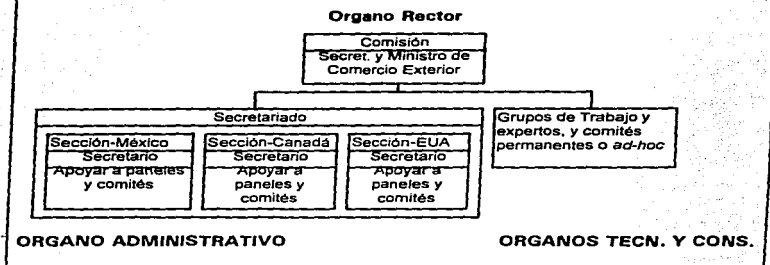 Organo Rector
Comisión
Secret. y Ministro de
Comercio Exterior
Secretariado
Sección-México
Secretario
Apoyar a paneles
y comités
Sección-Canadá
Secretario
Apoyar a
paneles y
comités
Sección-EUA
Secretario
Apoyar a
paneles y
comités
Grupos de Trabajo y
expertos, y comités
permanentes o ad-hoc
ORGANO ADMINISTRATIVO
ORGANOS TECN. Y CONS.